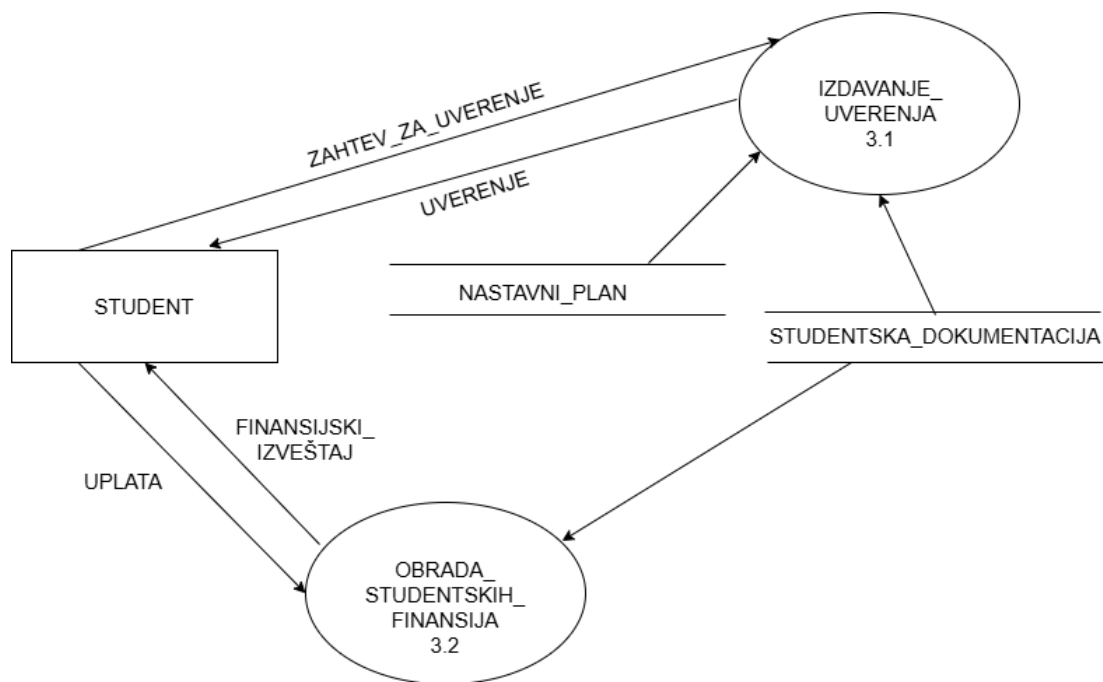 IZDAVANJE_
UVERENJA
3.1
ZAHTEV_ZA_UVERENJE
UVERENJE
STUDENT
NASTAVNI_PLAN
STUDENTSKA_DOKUMENTACIJA
FINANSIJSKI_
IZVEŠTAJ
UPLATA
OBRADA_
STUDENTSKIH_
FINANSIJA
3.2